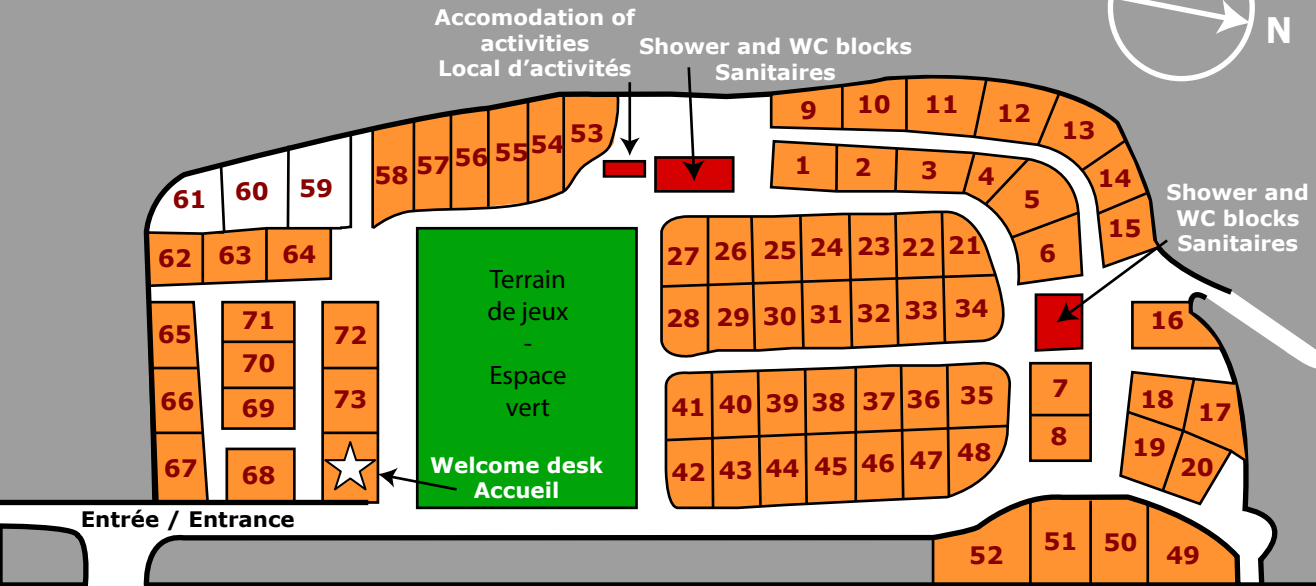 Accomodation of
activities
Local d’activités
Shower and WC blocks
Sanitaires
N
9 10 11 12 13 14 15
1 2 3 4 5 6
58 57 56 55 54 53
61 60 59
62 63 64
Shower and
WC blocks
Sanitaires
27 26 25 24 23 22 21
28 29 30 31 32 33 34
Terrain
de jeux
-
Espace
vert
65 71 72
70
66 69 73
67 68
16
41 40 39 38 37 36 35
42 43 44 45 46 47 48
7
8
18 17
19 20
Welcome desk
Accueil
Entrée / Entrance
52 51 50 49